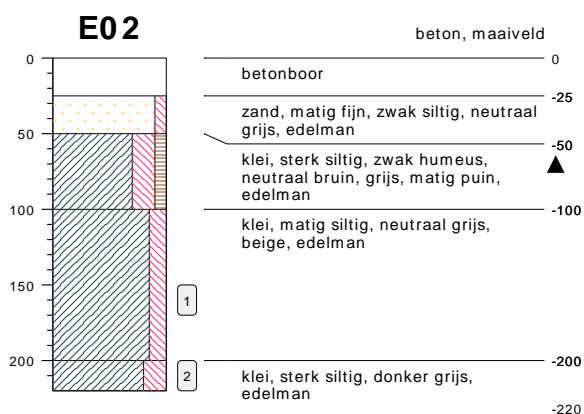 E02
beton, maaiveld
0
0
betonboor
-25
zand, matig fijn, zwak siltig, neutraal
grijs, edelman
50
-50
klei, sterk siltig, zwak humeus,
neutraal bruin, grijs, matig puin,
edelman
100
-100
klei, matig siltig, neutraal grijs,
beige, edelman
150
1
200
-200
2
klei, sterk siltig, donker grijs,
edelman
-220